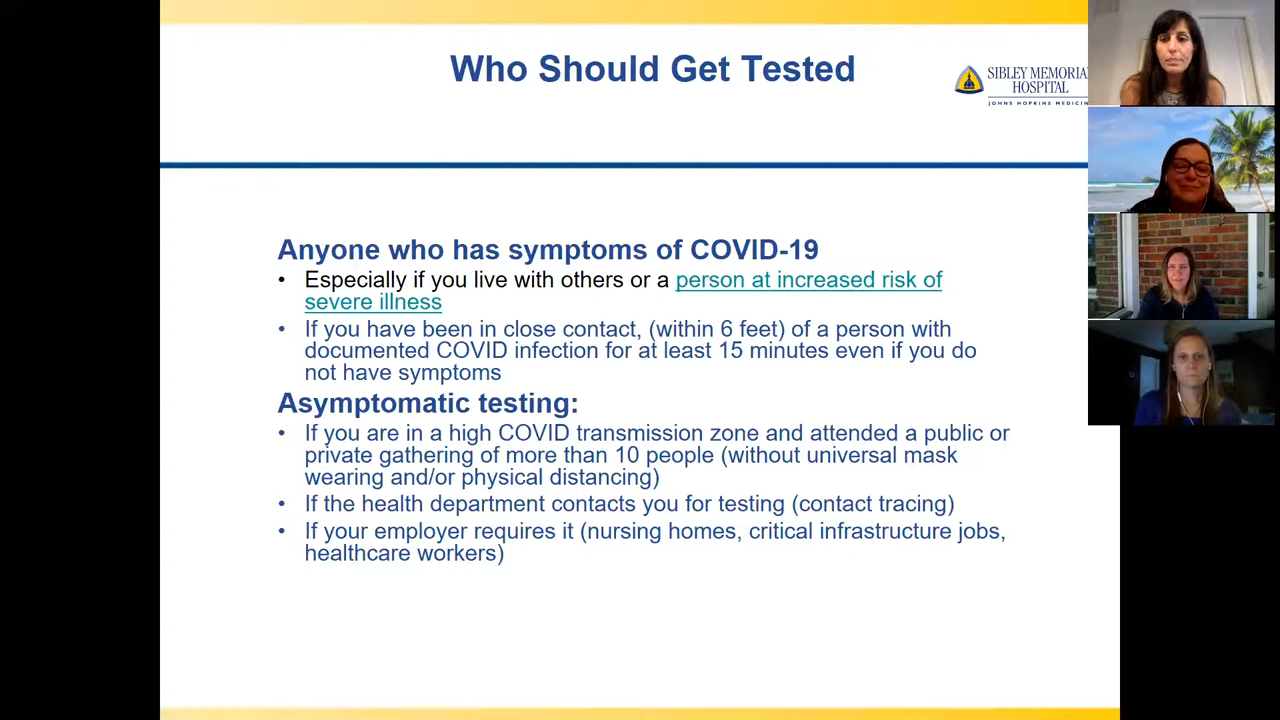 Who Should Get Tested
SIBLEY MEMORIAL
HOSPITAL
JOHNS HOPKINS MEDICIN
Anyone who has symptoms of COVID-19
• Especially if you live with others or a person at increased risk of
severe illness
• If you have been in close contact, (within 6 feet) of a person with
documented COVID infection for at least 15 minutes even if you do
not have symptoms
Asymptomatic testing:
• If you are in a high COVID transmission zone and attended a public or
private gathering of more than 10 people (without universal mask
wearing and/or physical distancing)
• If the health department contacts you for testing (contact tracing)
• If your employer requires it (nursing homes, critical infrastructure jobs,
healthcare workers)